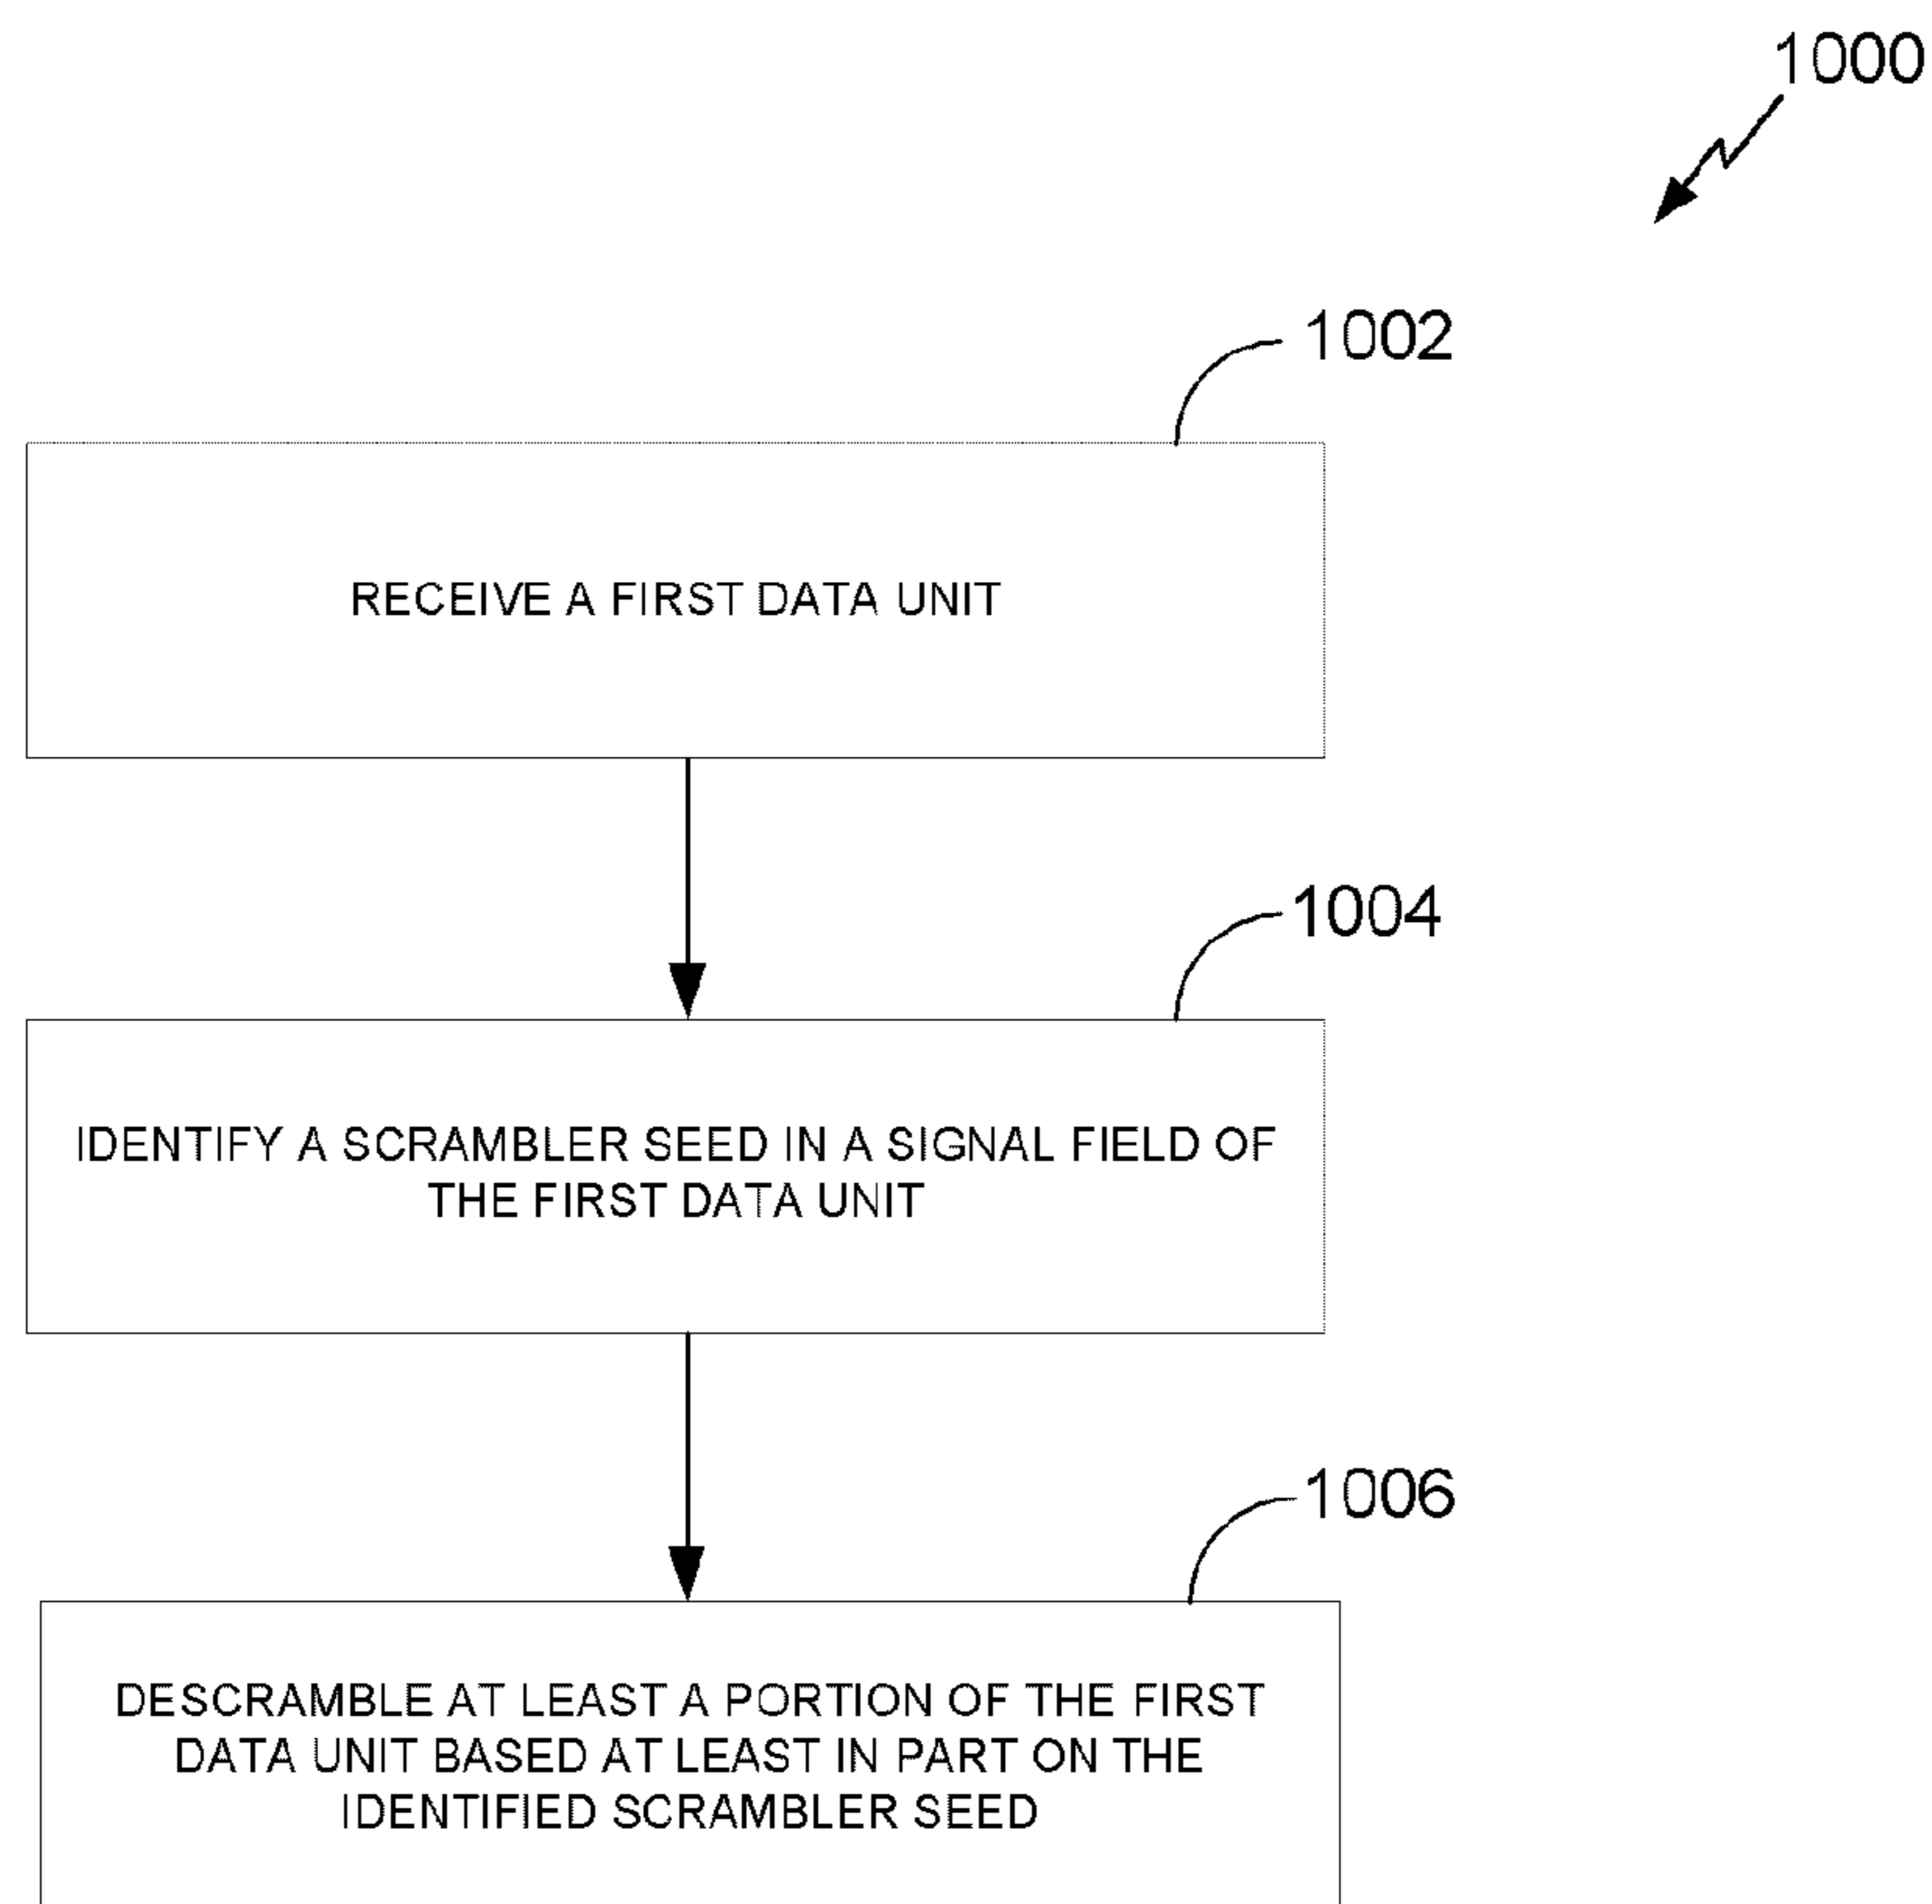 1000
1002
RECEIVE A FIRST DATA UNIT
1004
IDENTIFY A SCRAMBLER SEED IN A SIGNAL FIELD OF
THE FIRST DATA UNIT
1006
DESCRAMBLE AT LEAST A PORTION OF THE FIRST
DATA UNIT BASED AT LEAST IN PART ON THE
IDENTIFIED SCRAMBLER SEED